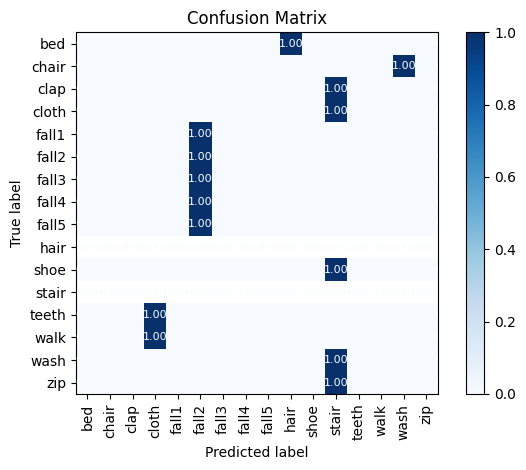 Confusion Matrix
True label
bed 1.00
chair 1.00
clap 1.00
cloth 1.00
fall1 1.00
fall2 1.00
fall3 1.00
fall4 1.00
fall5 1.00
hair
shoe 1.00
stair
teeth 1.00
walk 1.00
wash 1.00
zip 1.00
bed chair clap cloth fall1 fall2 fall3 fall4 fall5 hair shoe stair teeth walk wash zip
Predicted label
1.0
0.8
0.6
0.4
0.2
0.0